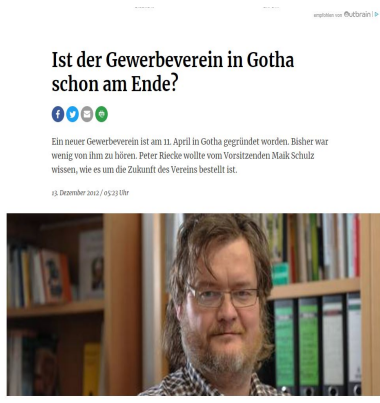 empfohlen von Outbrain
Ist der Gewerbeverein in Gotha
schon am Ende?
Ein neuer Gewerbeverein ist am 11. April in Gotha gegründet worden. Bisher war
wenig von ihm zu hören. Peter Riecke wollte vom Vorsitzenden Maik Schulz
wissen, wie es um die Zukunft des Vereins bestellt ist.
13. Dezember 2012 / 05:23 Uhr